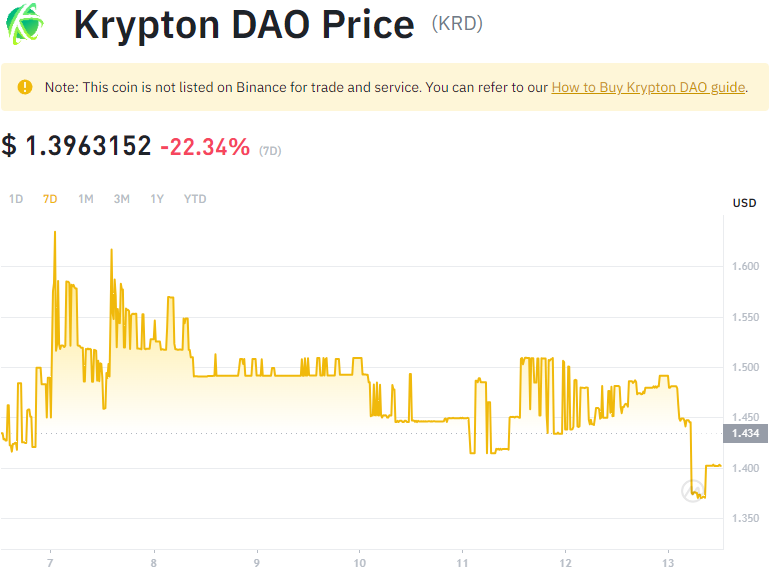 Krypton DAO Price (KRD)
Note: This coin is not listed on Binance for trade and service. You can refer to our How to Buy Krypton DAO guide.
$ 1.3963152 -22.34% (7D)
1D 7D 1M 3M 1Y YTD
USD
1.600
1.550
1.500
1.450
1.434
1.400
1.350
7 8 9 10 11 12 13